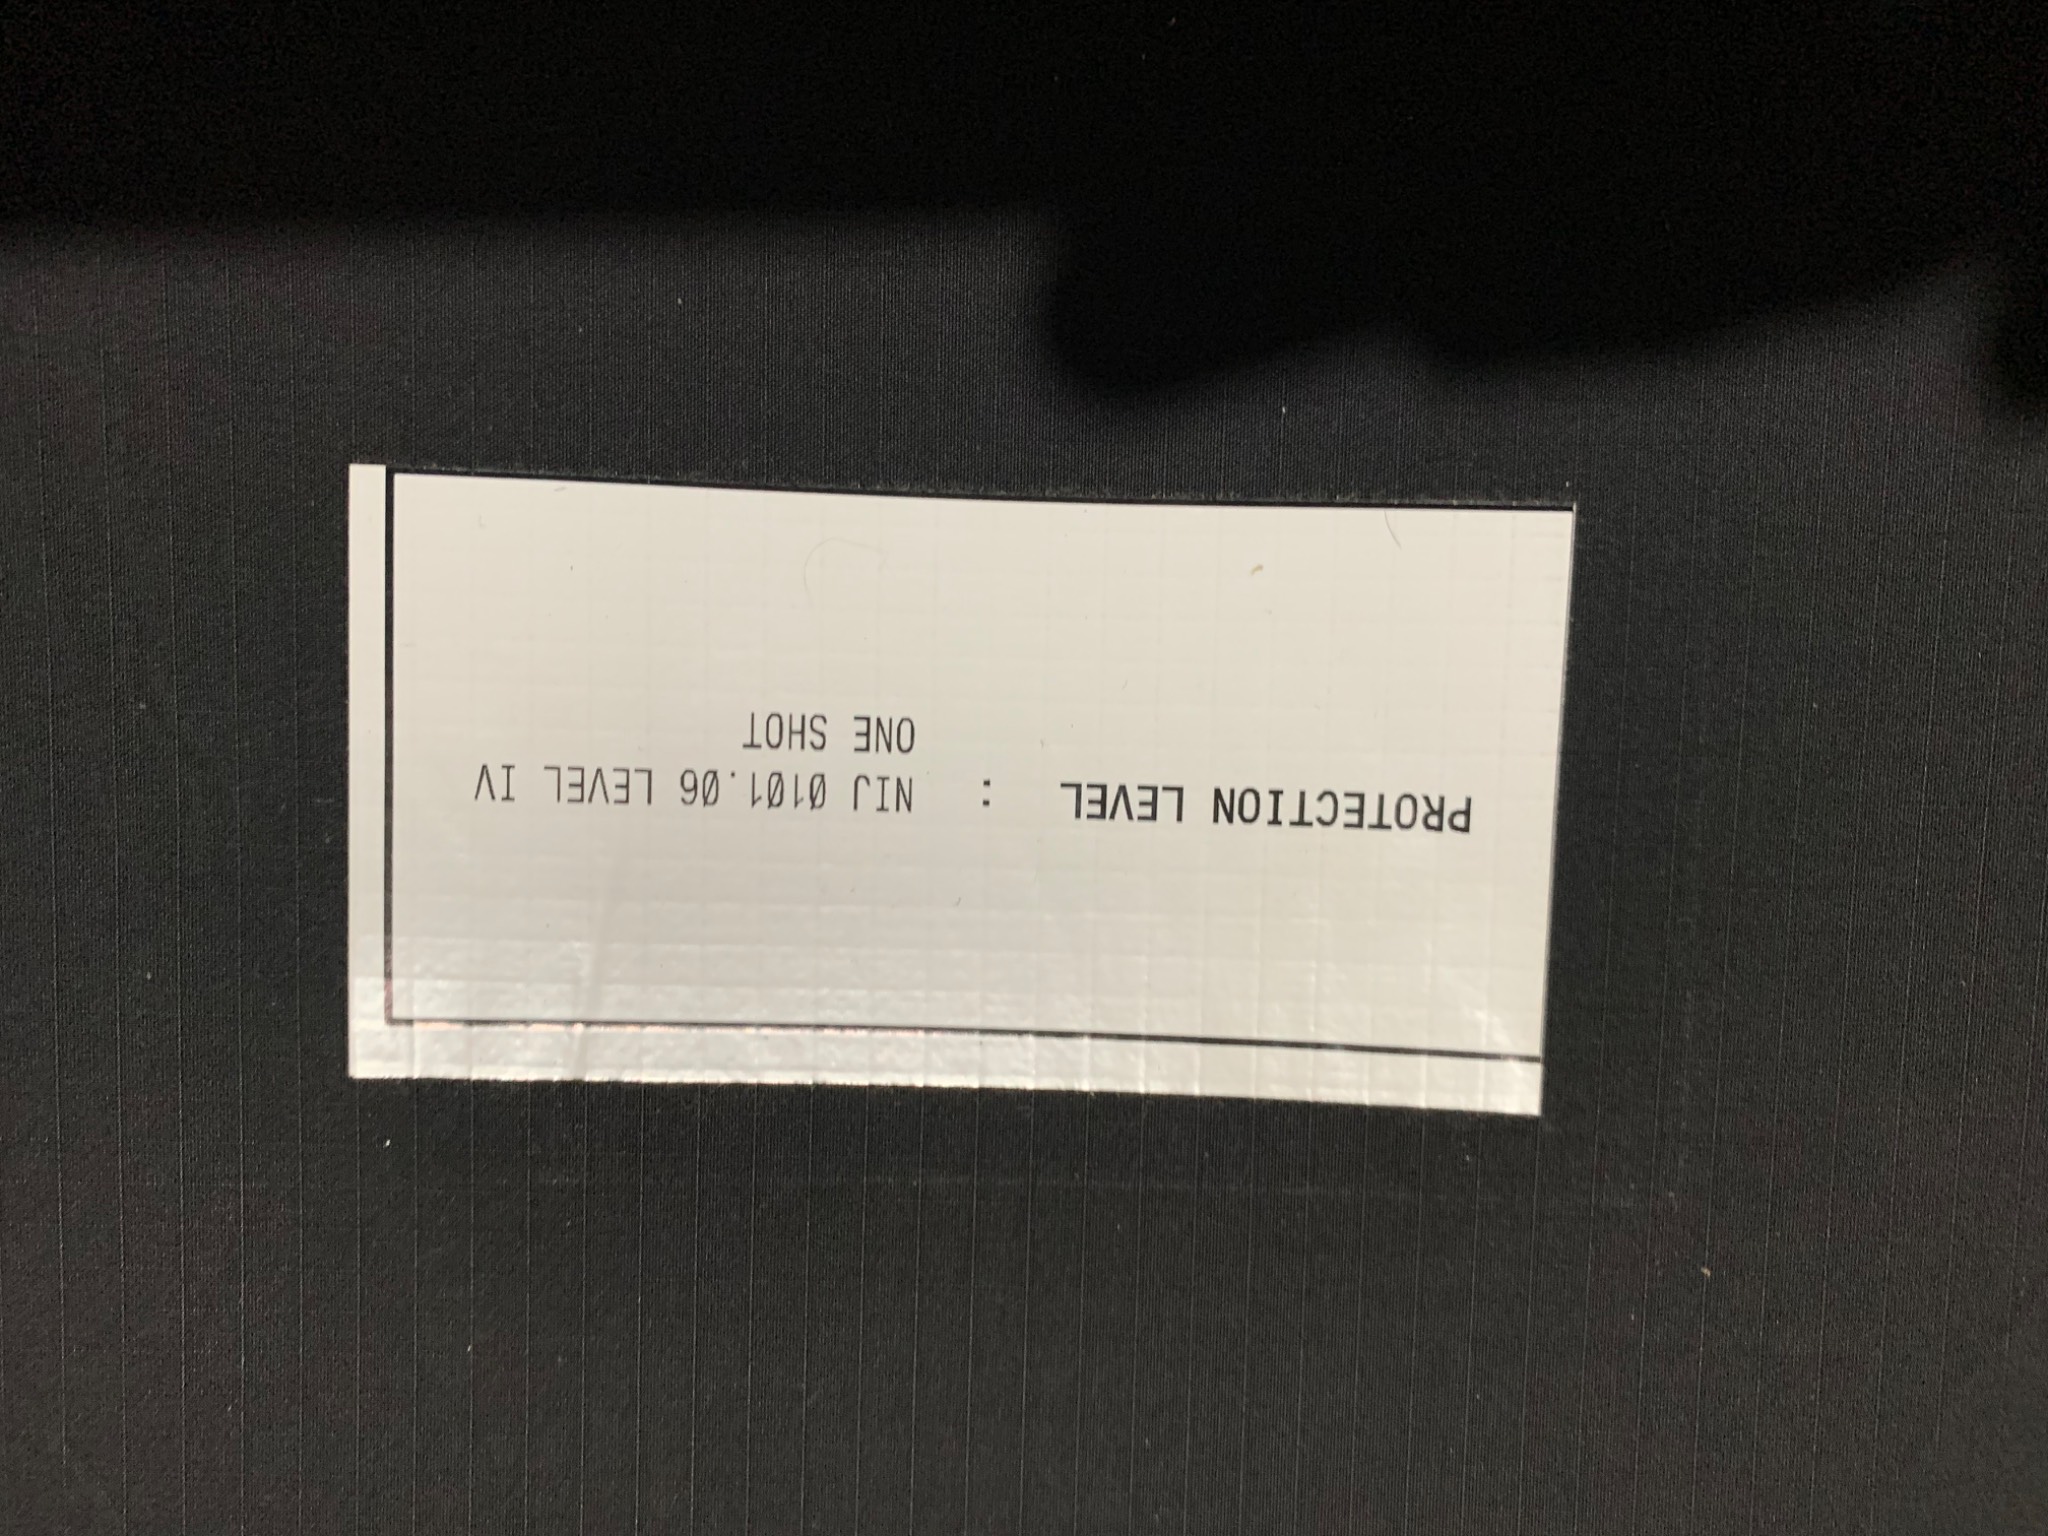 PROTECTION LEVEL : NIJ 0101.06 LEVEL IV
ONE SHOT